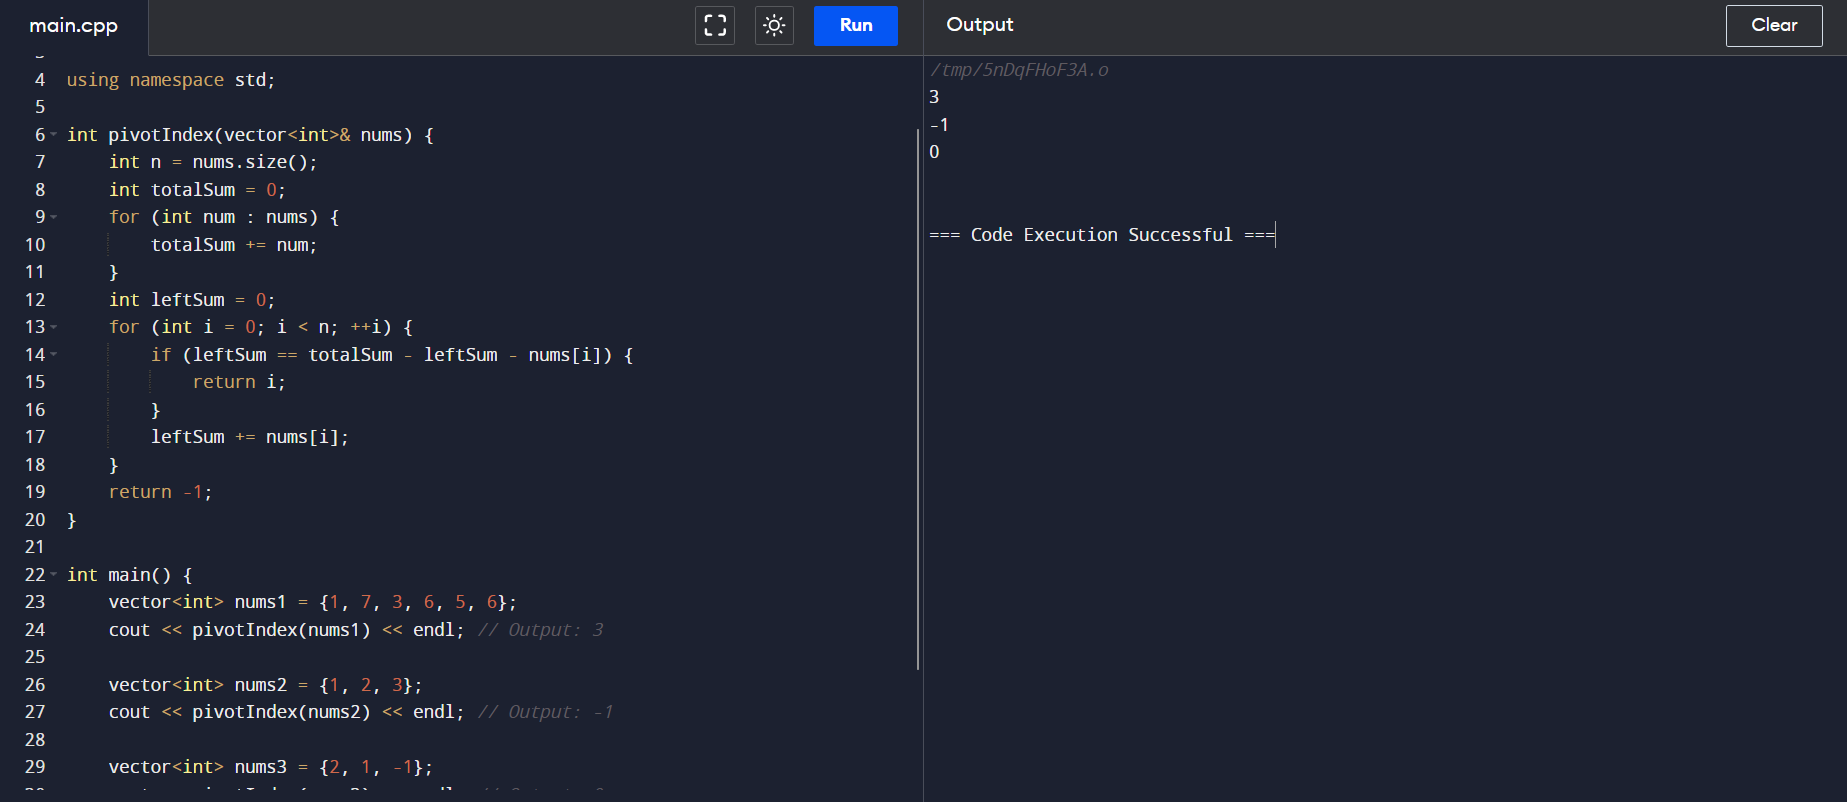 main.cpp
Run
4 using namespace std;
5
6 int pivotIndex(vector<int>& nums) {
7 int n = nums.size();
8 int totalSum = 0;
9 for (int num : nums) {
10 totalSum += num;
11 }
12 int leftSum = 0;
13 for (int i = 0; i < n; ++i) {
14 if (leftSum == totalSum - leftSum - nums[i]) {
15 return i;
16 }
17 leftSum += nums[i];
18 }
19 return -1;
20 }
21
22 int main() {
23 vector<int> nums1 = {1, 7, 3, 6, 5, 6};
24 cout << pivotIndex(nums1) << endl; // Output: 3
25
26 vector<int> nums2 = {1, 2, 3};
27 cout << pivotIndex(nums2) << endl; // Output: -1
28
29 vector<int> nums3 = {2, 1, -1};
Output
Clear
/tmp/5nDqFHoF3A.o
3
-1
0
=== Code Execution Successful ===